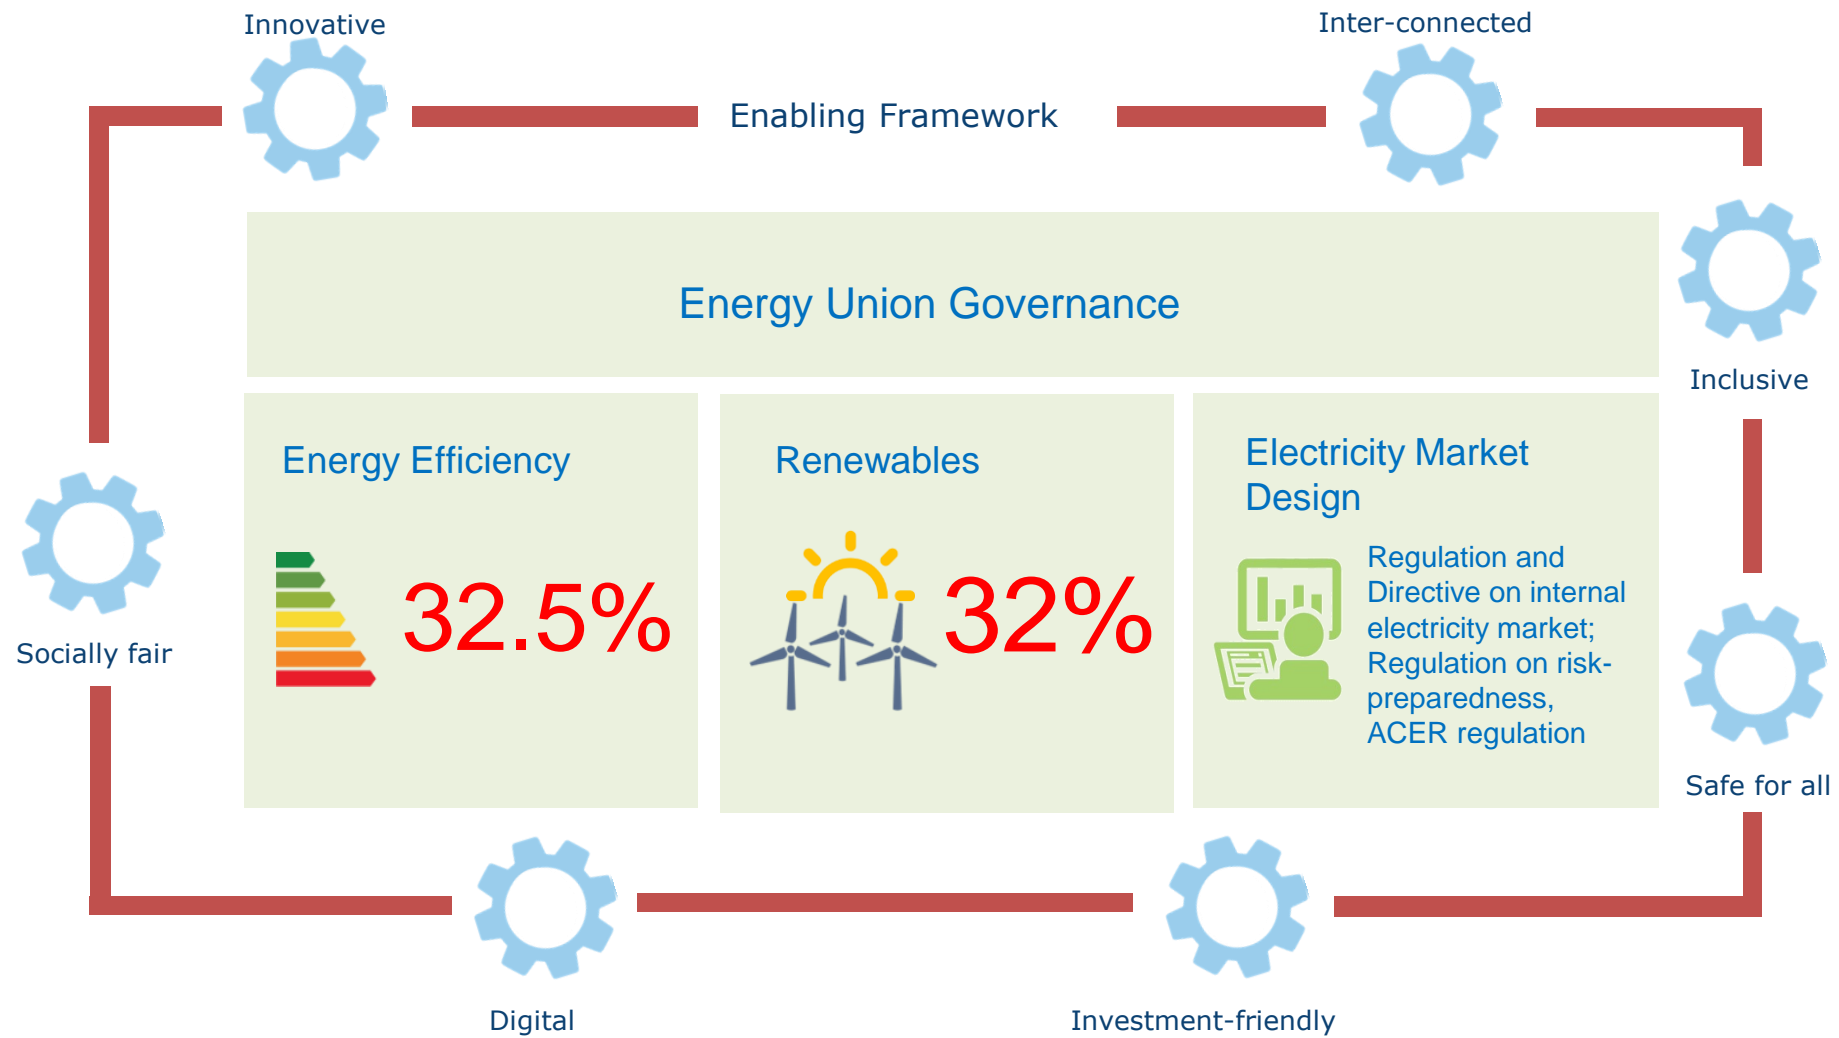 Innovative
Inter-connected
Enabling Framework
Energy Union Governance
Inclusive
Energy Efficiency
32.5%
Renewables
32%
Electricity Market
Design
Regulation and
Directive on internal
electricity market;
Regulation on risk-
preparedness,
ACER regulation
Socially fair
Safe for all
Digital
Investment-friendly